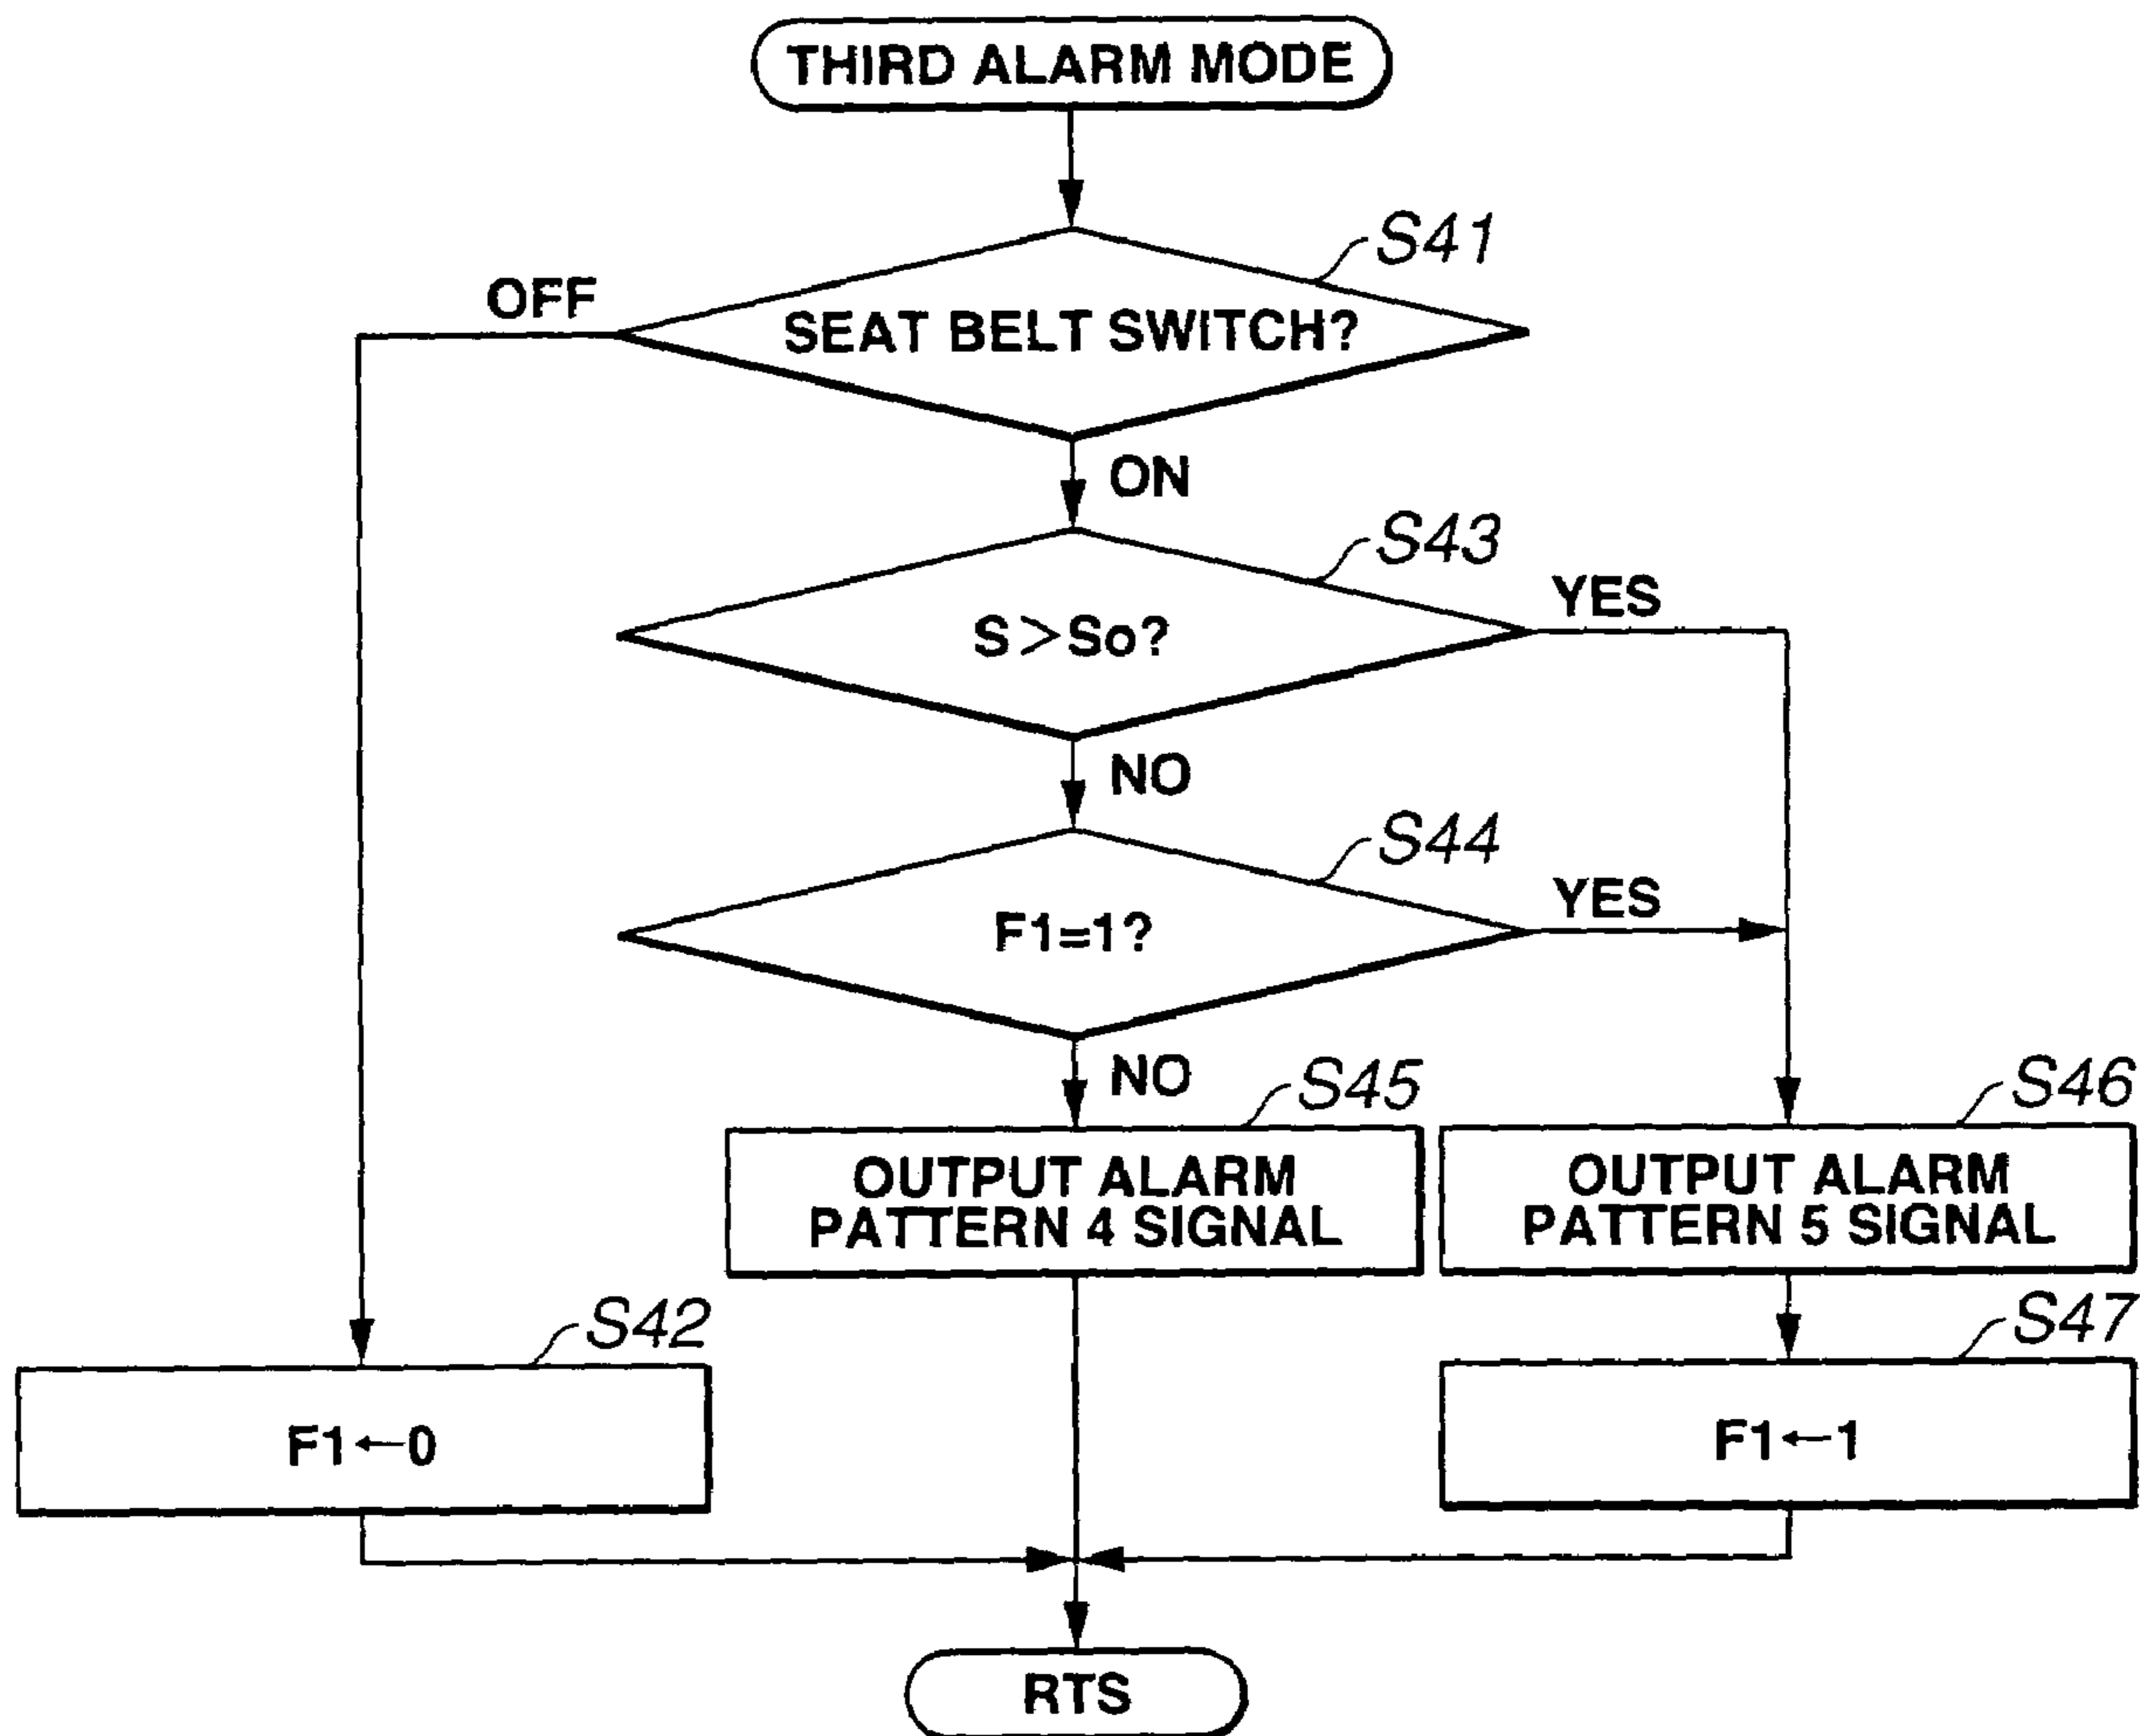 THIRD ALARM MODE
S41
OFF
SEAT BELT SWITCH?
ON
S43
YES
S>So?
NO
S44
YES
F1=1?
NO
S45
S46
OUTPUT ALARM
PATTERN 4 SIGNAL
OUTPUT ALARM
PATTERN 5 SIGNAL
S42
S47
F1←0
F1←1
RTS